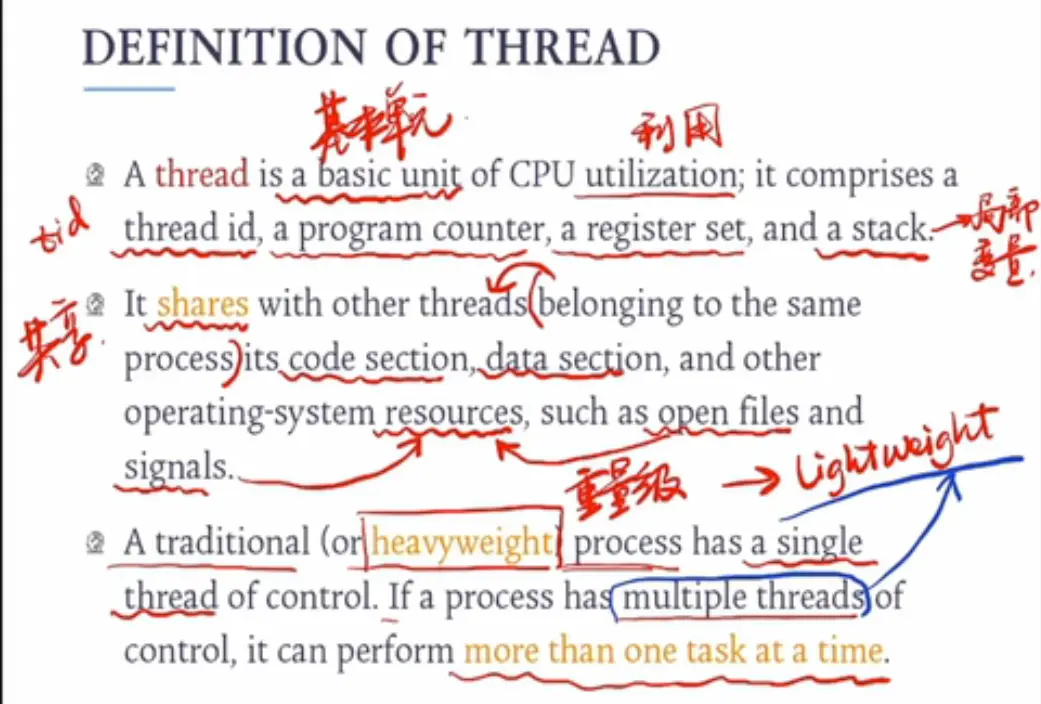 DEFINITION OF THREAD
基本单元 利用
A thread is a basic unit of CPU utilization; it comprises a
tid
thread id, a program counter, a register set, and a stack. 局部
变量.
It shares with other threads (belonging to the same
共享.
process) its code section, data section, and other
operating-system resources, such as open files and
signals.
重量级 → Lightweight
A traditional (or heavyweight) process has a single
thread of control. If a process has multiple threads of
control, it can perform more than one task at a time.